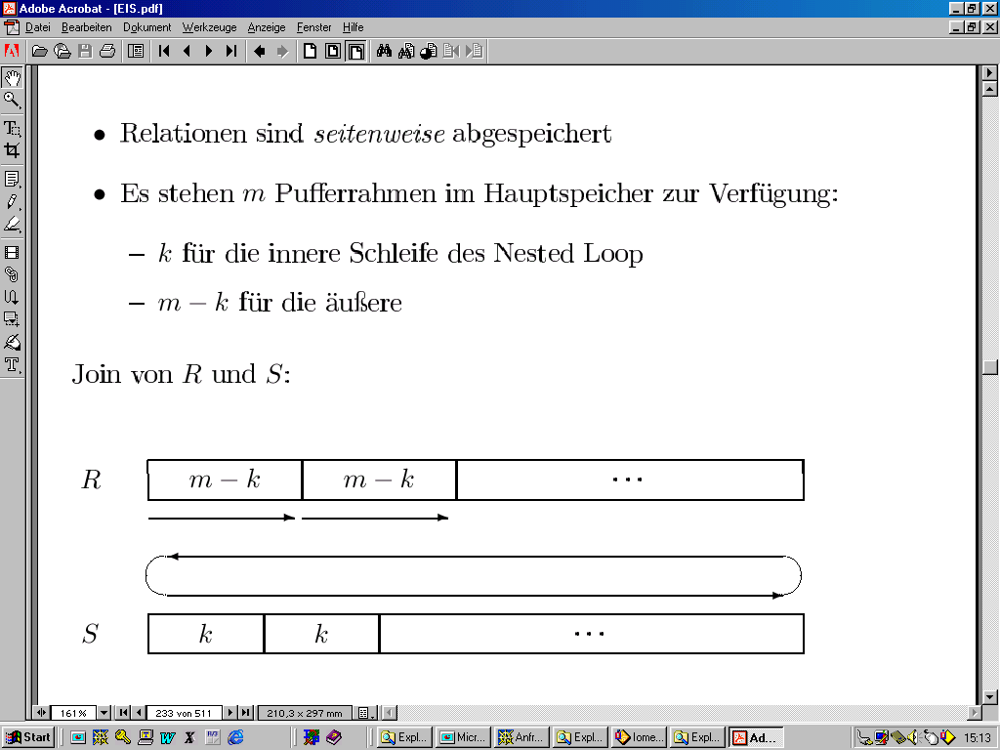 Adobe Acrobat - [EIS.pdf]
Datei Bearbeiten Dokument Werkzeuge Anzeige Fenster Hilfe
• Relationen sind seitenweise abgespeichert
• Es stehen m Pufferrahmen im Hauptspeicher zur Verfügung:
– k für die innere Schleife des Nested Loop
– m − k für die äußere
Join von R und S:
R m − k m − k ···
S k k ···
161% 233 von 511 210,3 x 297 mm
Start Expl... Micr... Anfr... Expl... lome... Expl... Ad... 15:13